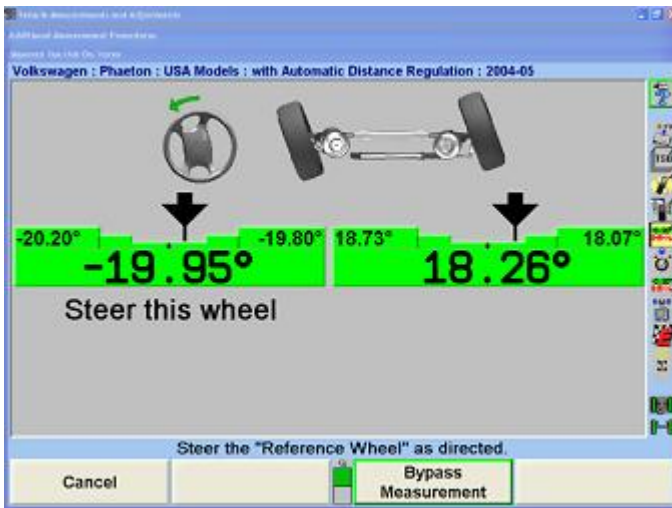 Volkswagen : Phaeton : USA Models : with Automatic Distance Regulation : 2004-05
-20.20° -19.80° 18.73° 18.07°
-19.95° 18.26°
Steer this wheel
Steer the "Reference Wheel" as directed.
Cancel
Bypass
Measurement